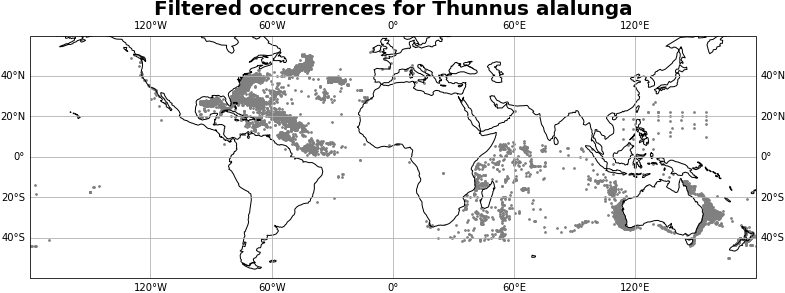 Filtered occurrences for Thunnus alalunga
120°W 60°W 0° 60°E 120°E
40°N 40°N
20°N 20°N
0° 0°
20°S 20°S
40°S 40°S
120°W 60°W 0° 60°E 120°E